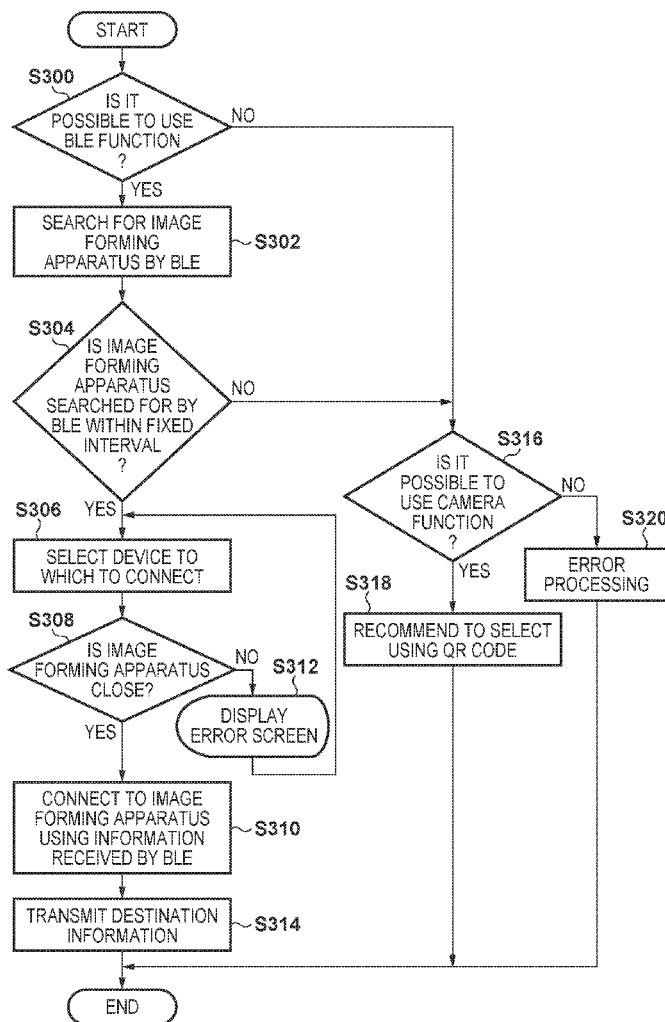 START
S300
IS IT
POSSIBLE TO USE
BLE FUNCTION
?
NO
YES
SEARCH FOR IMAGE
FORMING
APPARATUS BY BLE
S302
S304
IS IMAGE
FORMING
APPARATUS
SEARCHED FOR BY
BLE WITHIN FIXED
INTERVAL
?
NO
YES
S316
IS IT
POSSIBLE TO
USE CAMERA
FUNCTION
?
NO
YES
S320
ERROR
PROCESSING
S318
RECOMMEND TO SELECT
USING QR CODE
S306
SELECT DEVICE TO
WHICH TO CONNECT
S308
IS IMAGE
FORMING APPARATUS
CLOSE?
NO
YES
S312
DISPLAY
ERROR SCREEN
CONNECT TO IMAGE
FORMING APPARATUS
USING INFORMATION
RECEIVED BY BLE
S310
TRANSMIT DESTINATION
INFORMATION
S314
END